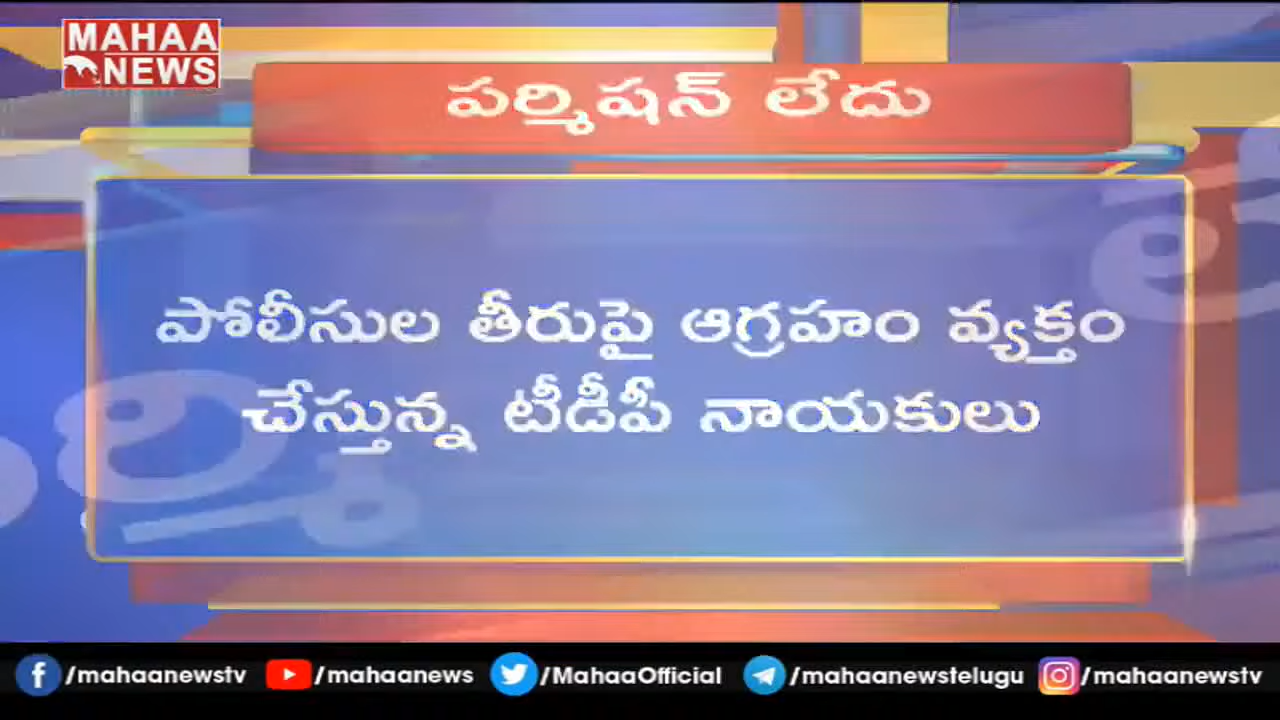 MAHAA
NEWS
పర్మిషన్ లేదు
పోలీసుల తీరుపై ఆగ్రహం వ్యక్తం
చేస్తున్న టీడీపీ నాయకులు
/mahaanewstv /mahaanews /MahaaOfficial /mahaanewstelugu /mahaanewstv